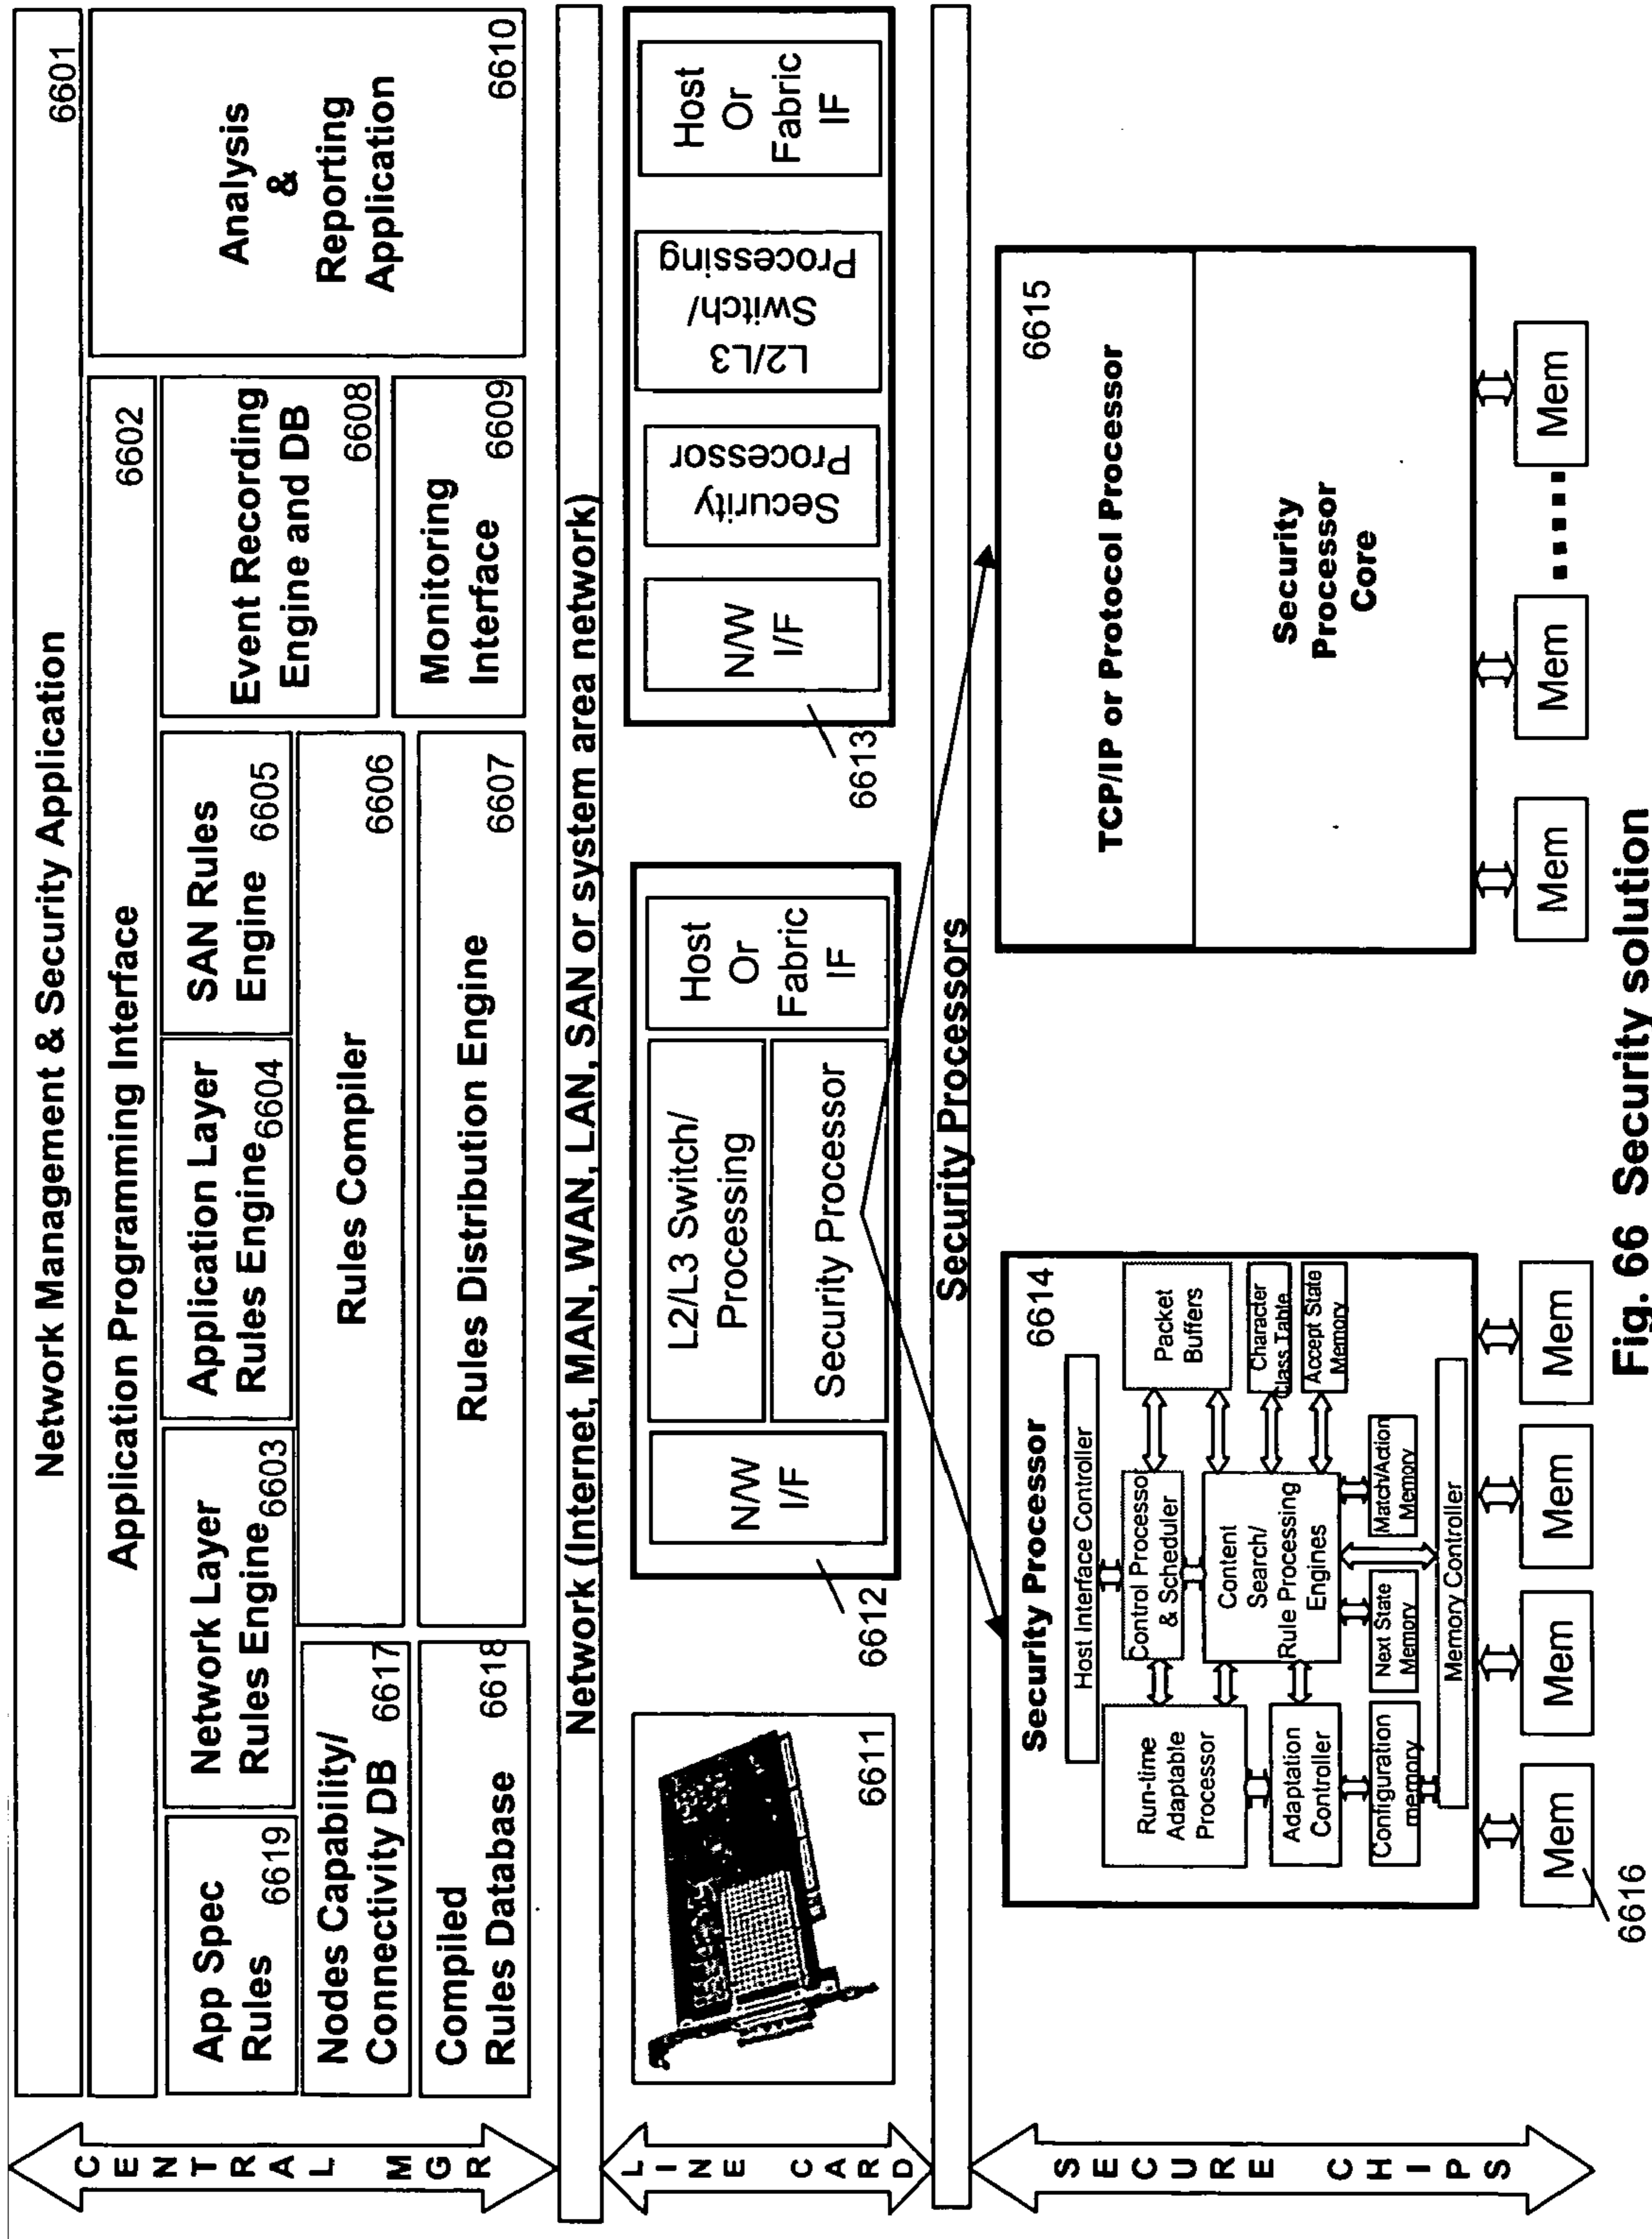 Network Management & Security Application 6601
Application Programming Interface 6602
Analysis
&
Reporting
Application
6610
App Spec
Rules 6619
Network Layer
Rules Engine 6603
Application Layer
Rules Engine 6604
SAN Rules
Engine 6605
Event Recording
Engine and DB
6608
Nodes Capability/
Connectivity DB 6617
Rules Compiler 6606
Monitoring
Interface 6609
Compiled
Rules Database 6618
Rules Distribution Engine 6607
CENTRAL MGR
Network (Internet, MAN, WAN, LAN, SAN or system area network)
LINE CARD
6611
N/W
I/F
L2/L3 Switch/
Processing
Security Processor
Host
Or
Fabric
IF
6612
N/W
I/F
Security
Processor
L2/L3
Switch/
Processing
Host
Or
Fabric
IF
6613
Security Processors
SECURE CHIPS
Security Processor 6614
Host Interface Controller
Run-time
Adaptable
Processor
Control Processor
& Scheduler
Packet
Buffers
Content
Search/
Rule Processing
Engines
Character
Class Table
Accept State
Memory
Adaptation
Controller
Configuration
memory
Next State
Memory
Match/Action
Memory
Memory Controller
Mem
Mem
Mem
Mem
6616
6615
TCP/IP or Protocol Processor
Security
Processor
Core
Mem
Mem
Mem
Fig. 66 Security solution